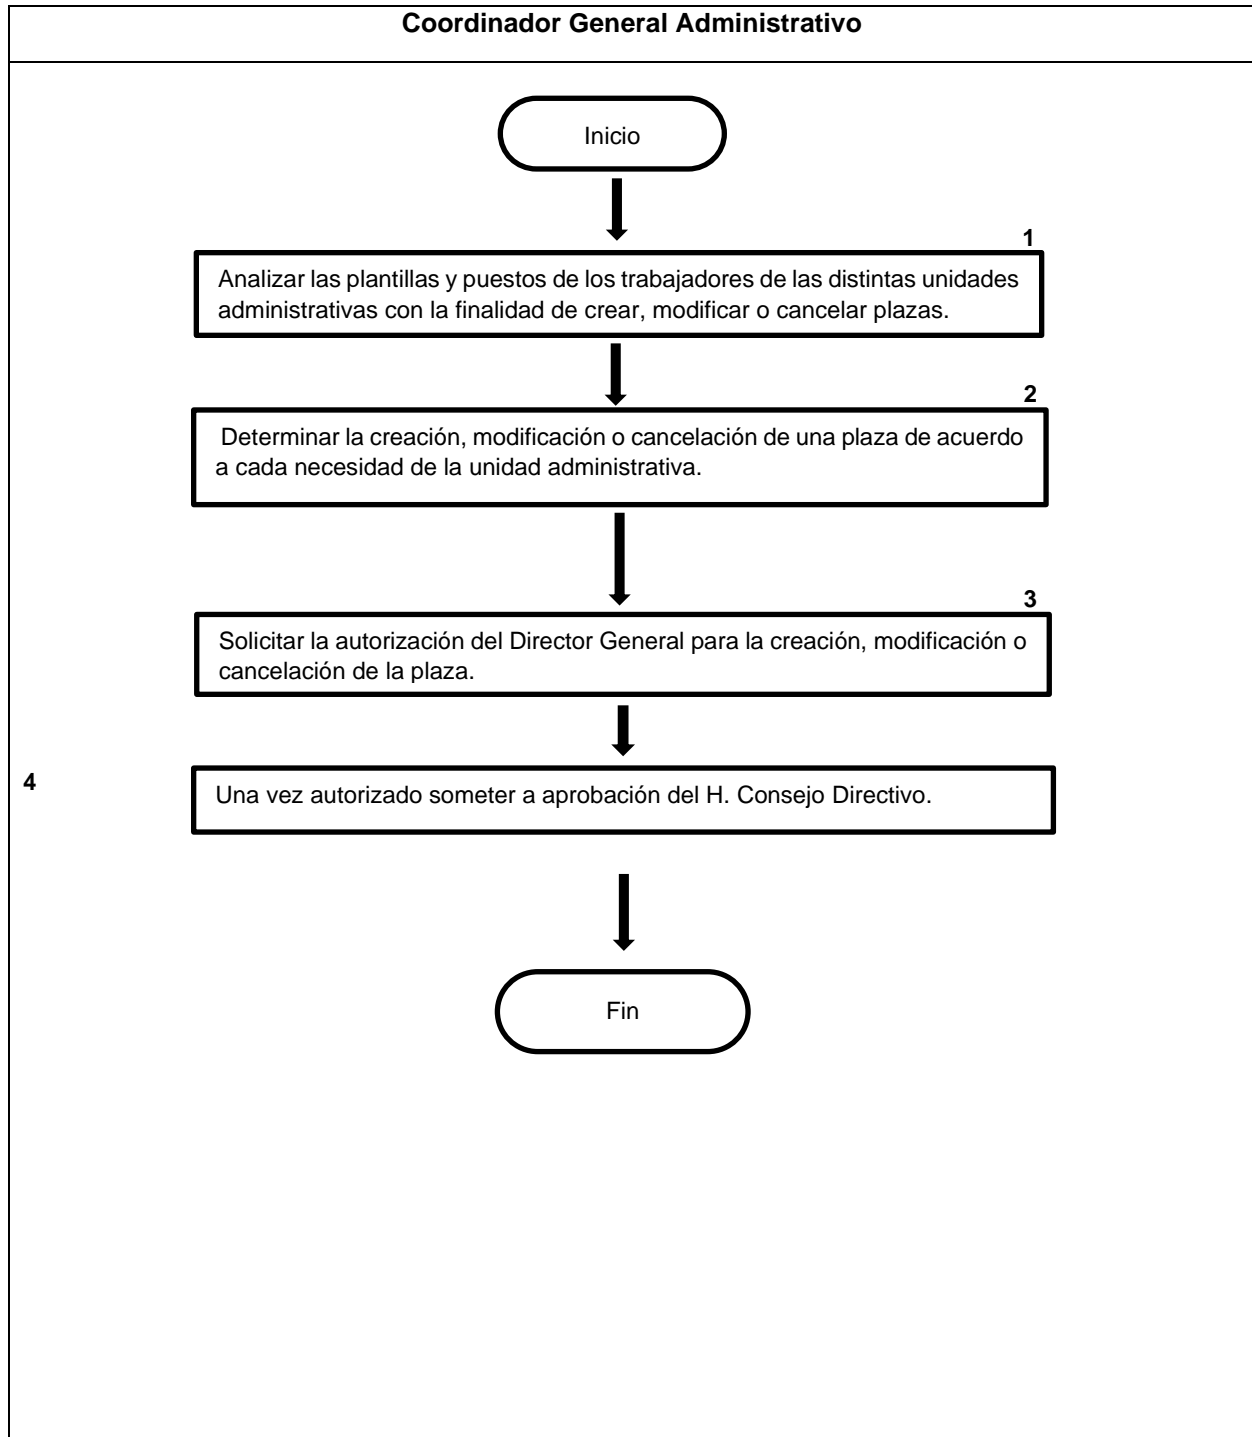 Coordinador General Administrativo
Inicio
1
Analizar las plantillas y puestos de los trabajadores de las distintas unidades
administrativas con la finalidad de crear, modificar o cancelar plazas.
2
Determinar la creación, modificación o cancelación de una plaza de acuerdo
a cada necesidad de la unidad administrativa.
3
Solicitar la autorización del Director General para la creación, modificación o
cancelación de la plaza.
4
Una vez autorizado someter a aprobación del H. Consejo Directivo.
Fin